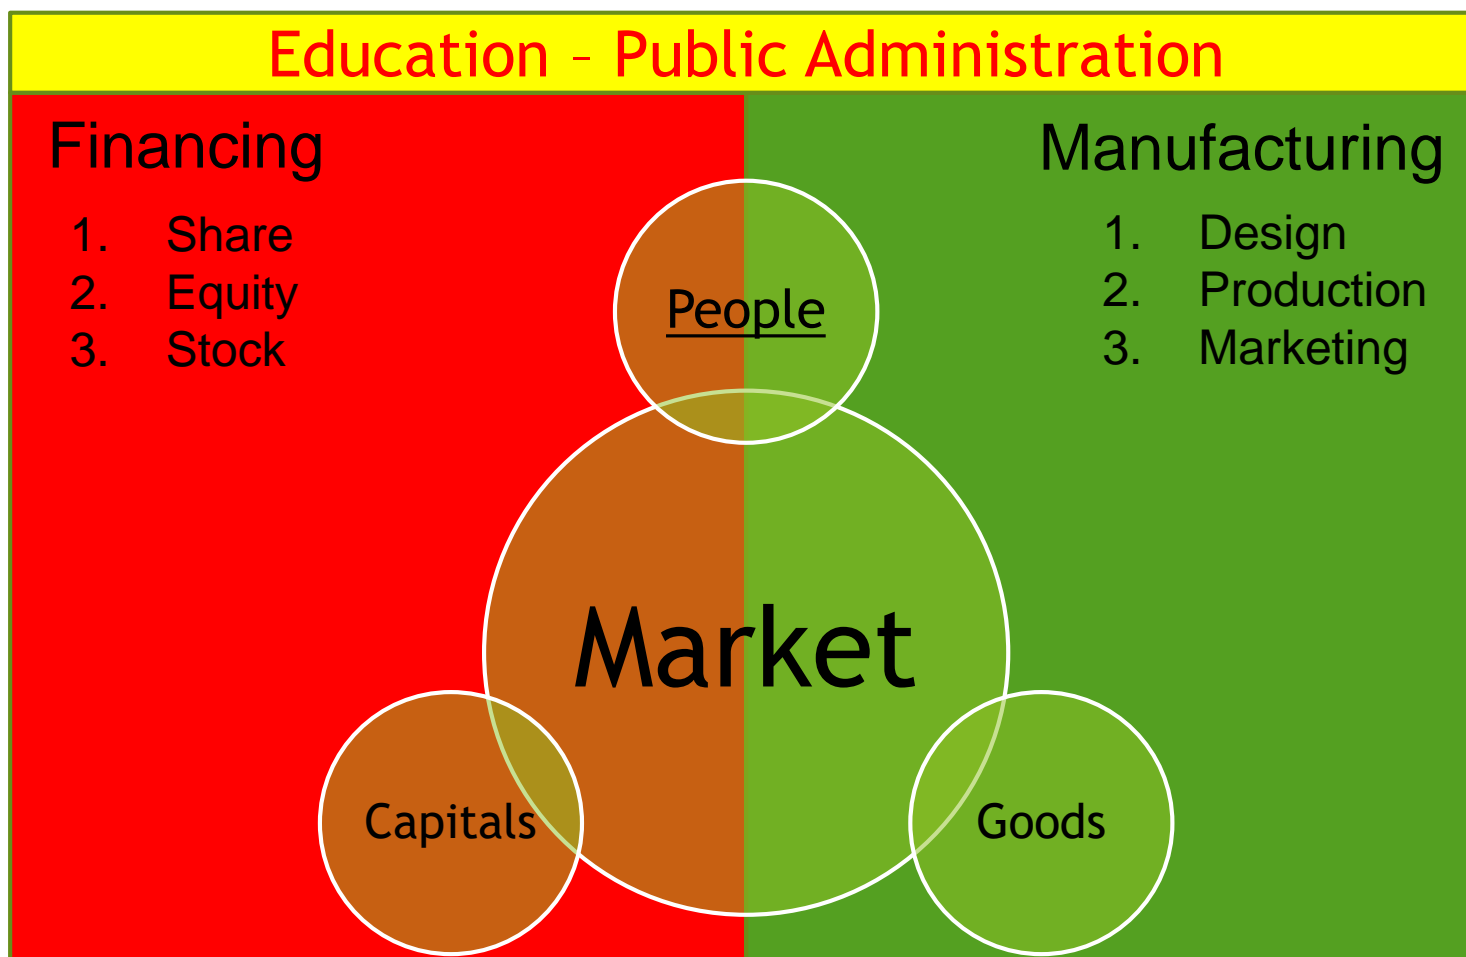 Education – Public Administration
Financing
1. Share
2. Equity
3. Stock
Manufacturing
1. Design
2. Production
3. Marketing
People
Market
Capitals
Goods